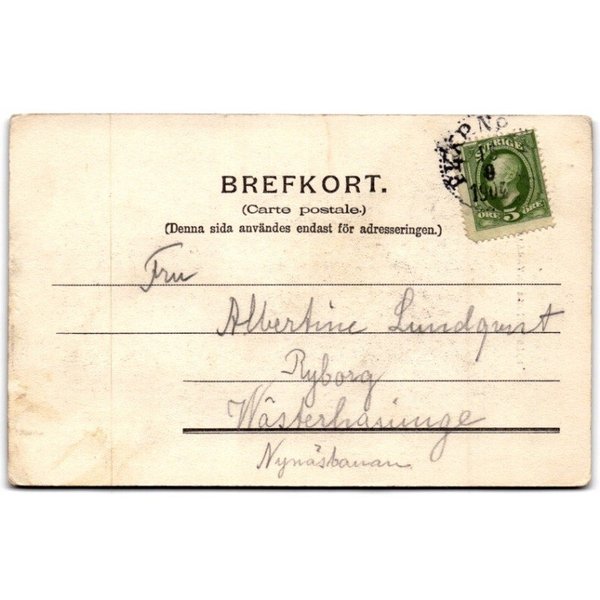 BREFKORT.
(Carte postale.)
(Denna sida användes endast för adresseringen.)
SVERIGE
ÖRE 5 ÖRE
Fru
Albertine Lundqvist
Ryborg
Wästerhaninge
Nynäsbanan